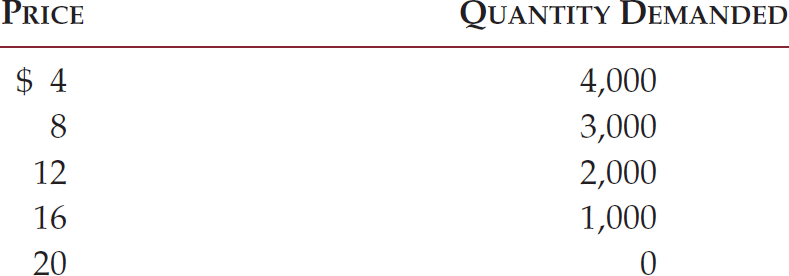 PRICE QUANTITY DEMANDED
$ 4 4,000
8 3,000
12 2,000
16 1,000
20 0